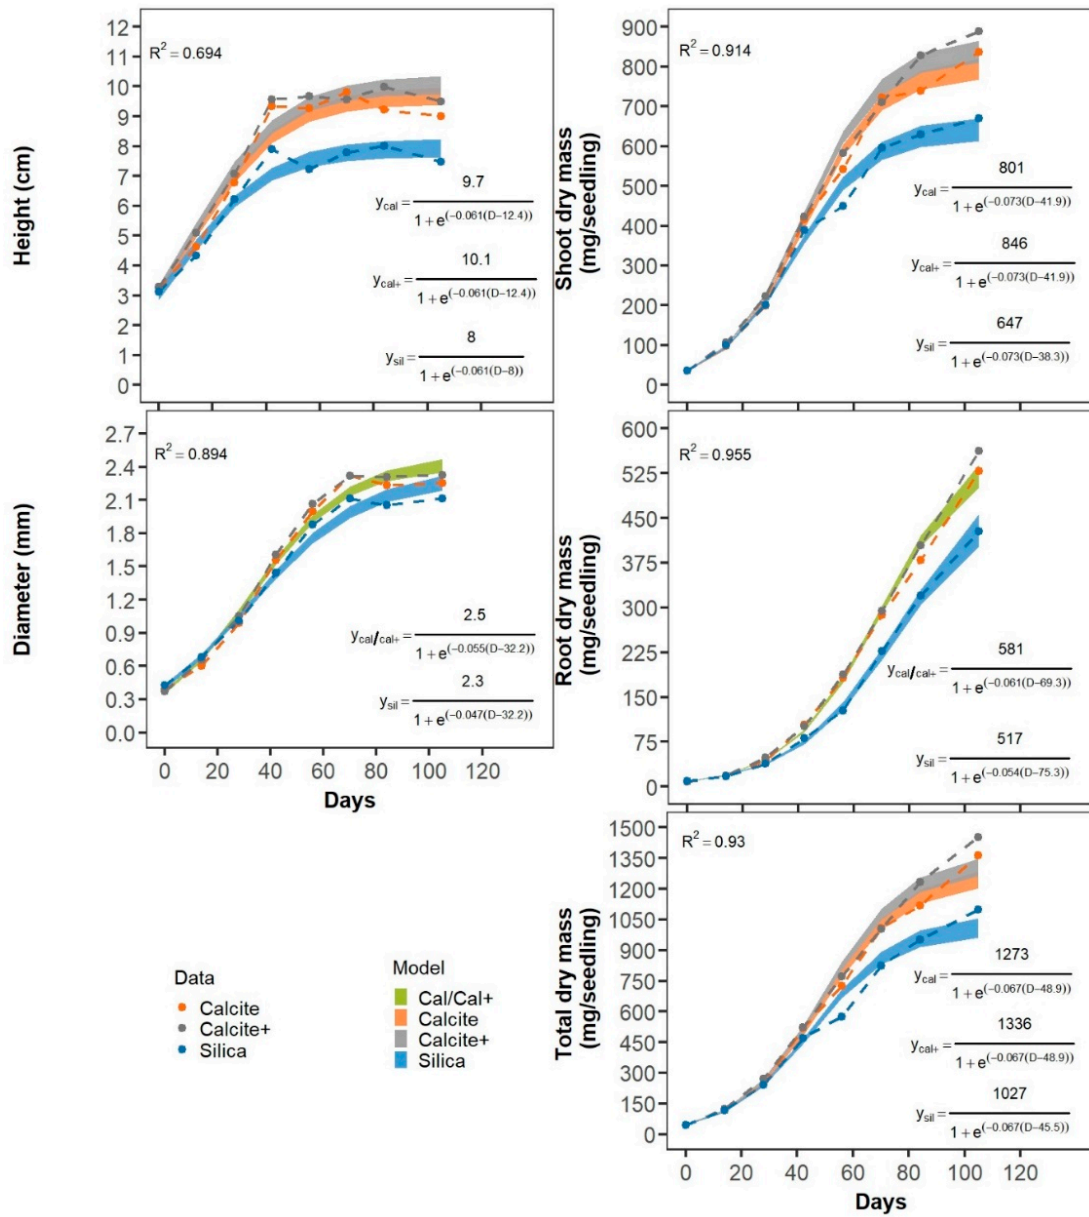 Height (cm)
12
11
10
9
8
7
6
5
4
3
2
1
0
R² = 0.694
y_cal = 9.7 / 1 + e^(−0.061(D−12.4))
y_cal+ = 10.1 / 1 + e^(−0.061(D−12.4))
y_sil = 8 / 1 + e^(−0.061(D−8))
Shoot dry mass
(mg/seedling)
900
800
700
600
500
400
300
200
100
0
R² = 0.914
y_cal = 801 / 1 + e^(−0.073(D−41.9))
y_cal+ = 846 / 1 + e^(−0.073(D−41.9))
y_sil = 647 / 1 + e^(−0.073(D−38.3))
Diameter (mm)
2.7
2.4
2.1
1.8
1.5
1.2
0.9
0.6
0.3
0.0
R² = 0.894
y_cal/cal+ = 2.5 / 1 + e^(−0.055(D−32.2))
y_sil = 2.3 / 1 + e^(−0.047(D−32.2))
0 20 40 60 80 100 120
Days
Root dry mass
(mg/seedling)
600
525
450
375
300
225
150
75
0
R² = 0.955
y_cal/cal+ = 581 / 1 + e^(−0.061(D−69.3))
y_sil = 517 / 1 + e^(−0.054(D−75.3))
Total dry mass
(mg/seedling)
1500
1350
1200
1050
900
750
600
450
300
150
0
R² = 0.93
y_cal = 1273 / 1 + e^(−0.067(D−48.9))
y_cal+ = 1336 / 1 + e^(−0.067(D−48.9))
y_sil = 1027 / 1 + e^(−0.067(D−45.5))
0 20 40 60 80 100 120
Days
Data
Calcite
Calcite+
Silica
Model
Cal/Cal+
Calcite
Calcite+
Silica